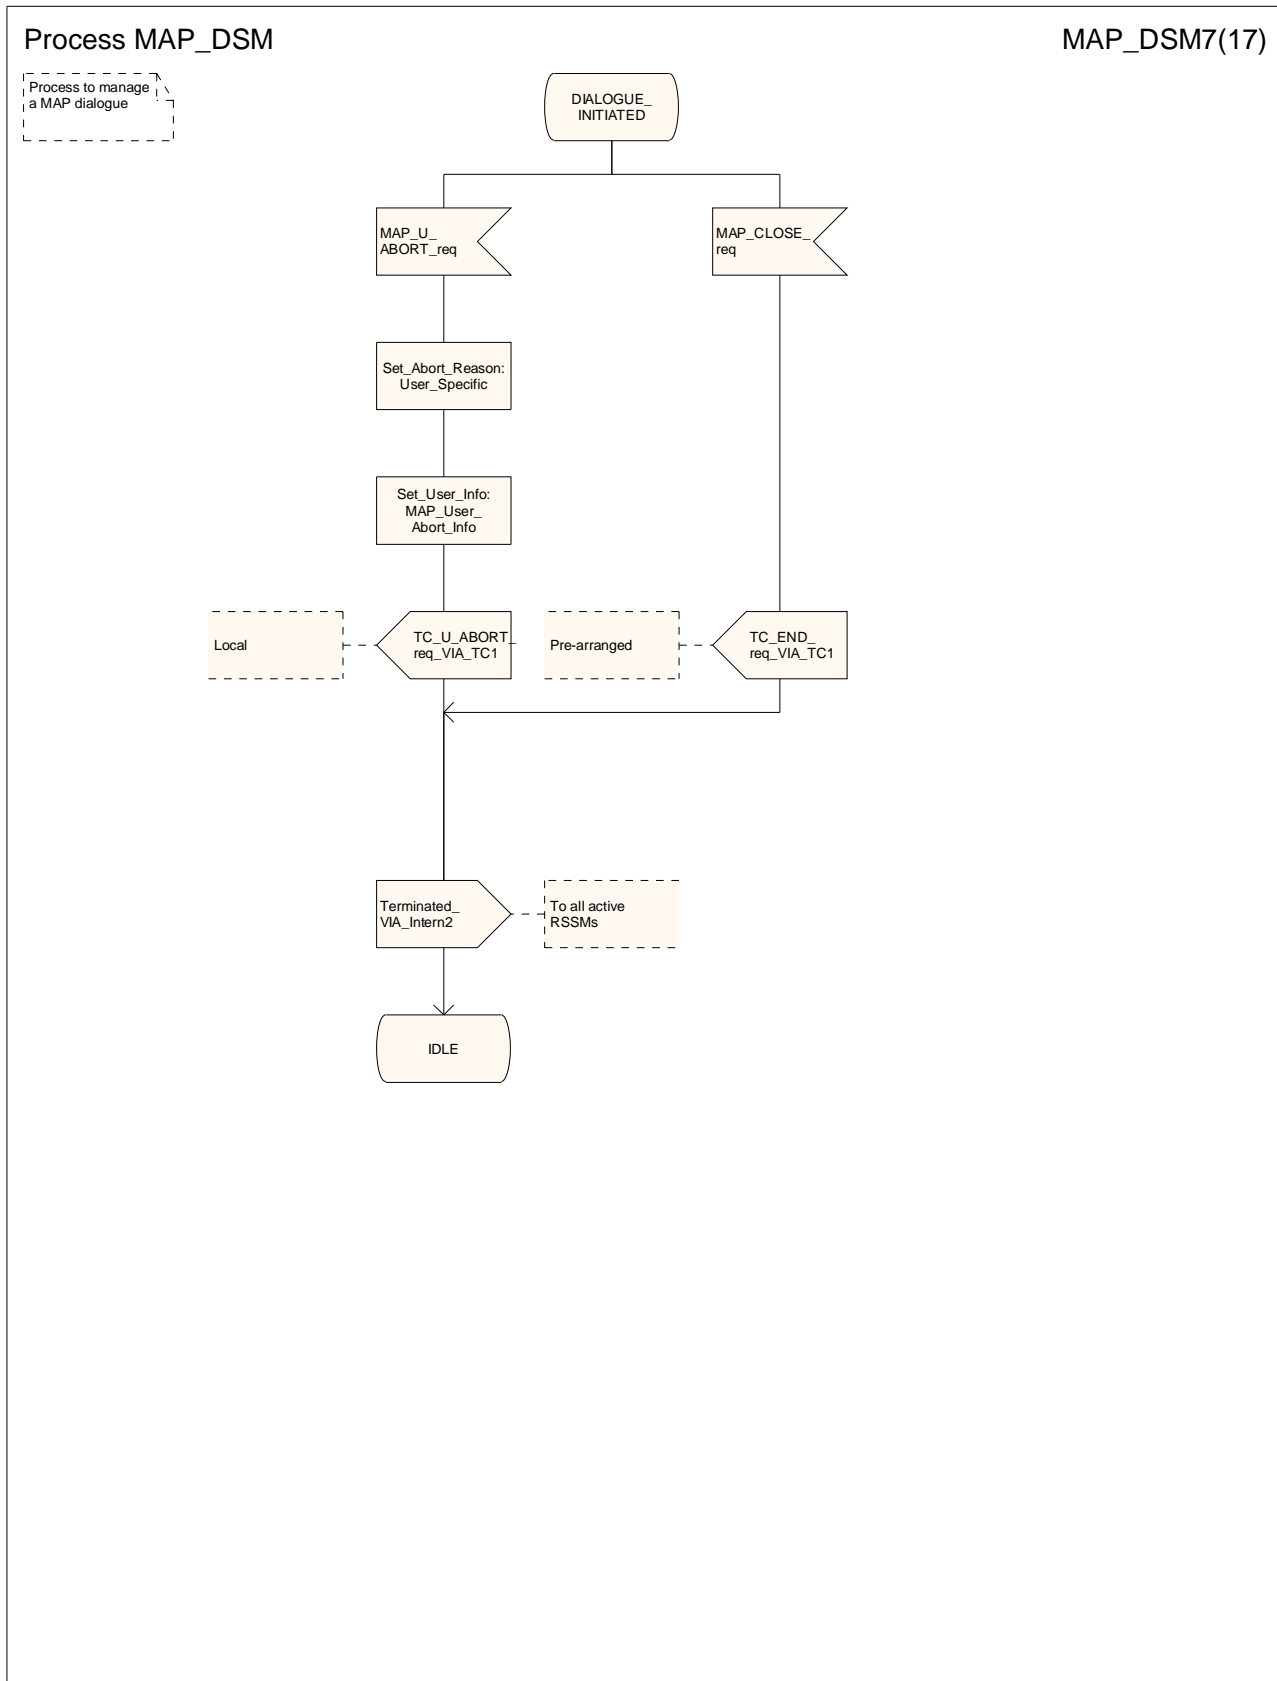 Process MAP_DSM
MAP_DSM7(17)
Process to manage
a MAP dialogue
DIALOGUE_
INITIATED
MAP_U_
ABORT_req
MAP_CLOSE_
req
Set_Abort_Reason:
User_Specific
Set_User_Info:
MAP_User_
Abort_Info
Local
TC_U_ABORT_
req_VIA_TC1
Pre-arranged
TC_END_
req_VIA_TC1
Terminated_
VIA_Intern2
To all active
RSSMs
IDLE